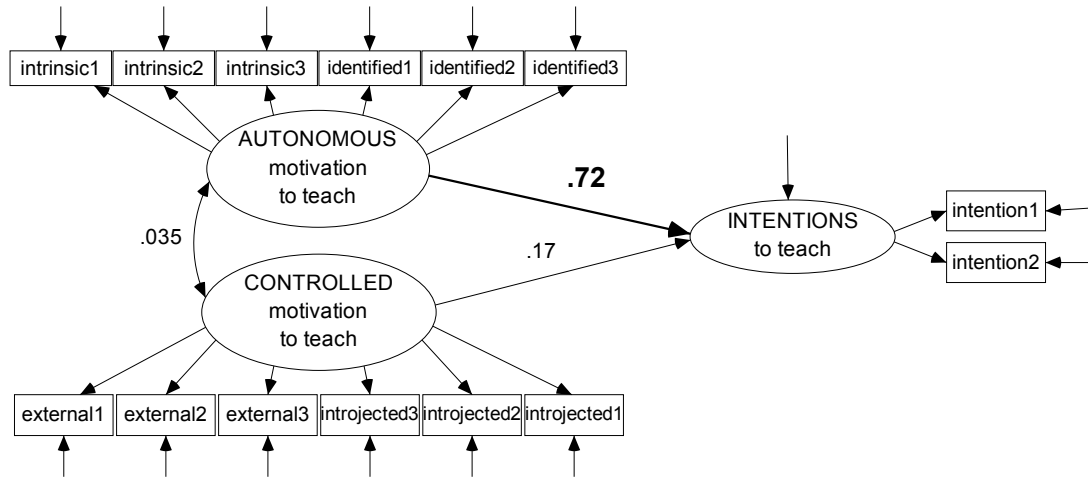 intrinsic1
intrinsic2
intrinsic3
identified1
identified2
identified3
AUTONOMOUS
motivation
to teach
.72
.035
INTENTIONS
to teach
intention1
intention2
.17
CONTROLLED
motivation
to teach
external1
external2
external3
introjected3
introjected2
introjected1